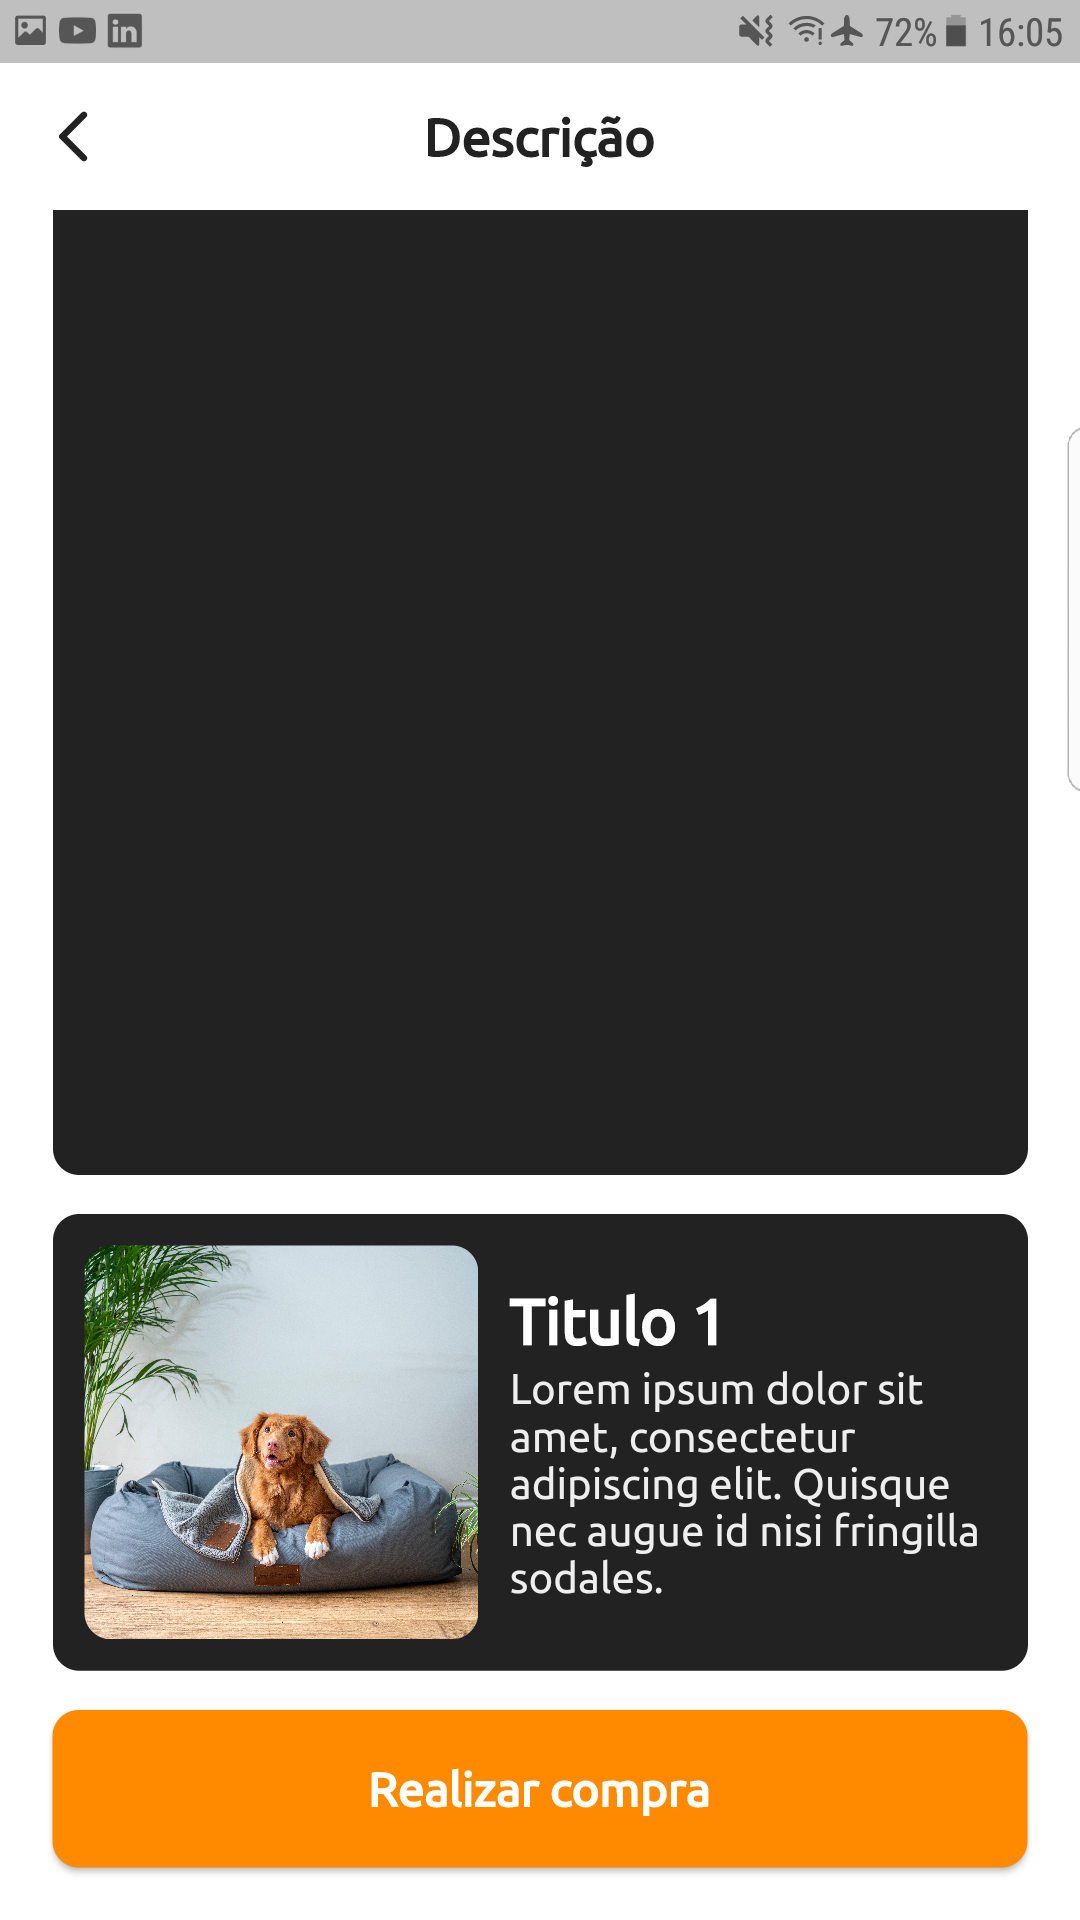 72% 16:05
Descrição
Titulo 1
Lorem ipsum dolor sit
amet, consectetur
adipiscing elit. Quisque
nec augue id nisi fringilla
sodales.
Realizar compra